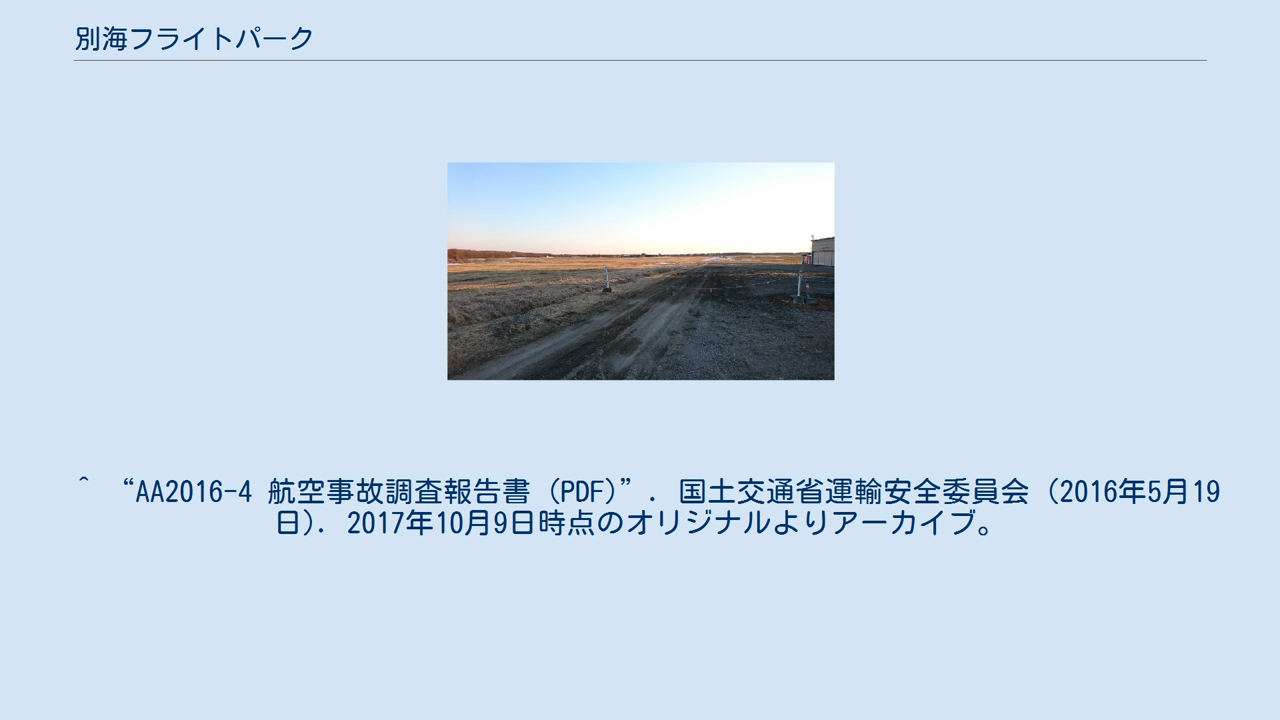 別海フライトパーク
^ “AA2016-4 航空事故調査報告書 (PDF)”. 国土交通省運輸安全委員会 (2016年5月19
日). 2017年10月9日時点のオリジナルよりアーカイブ。